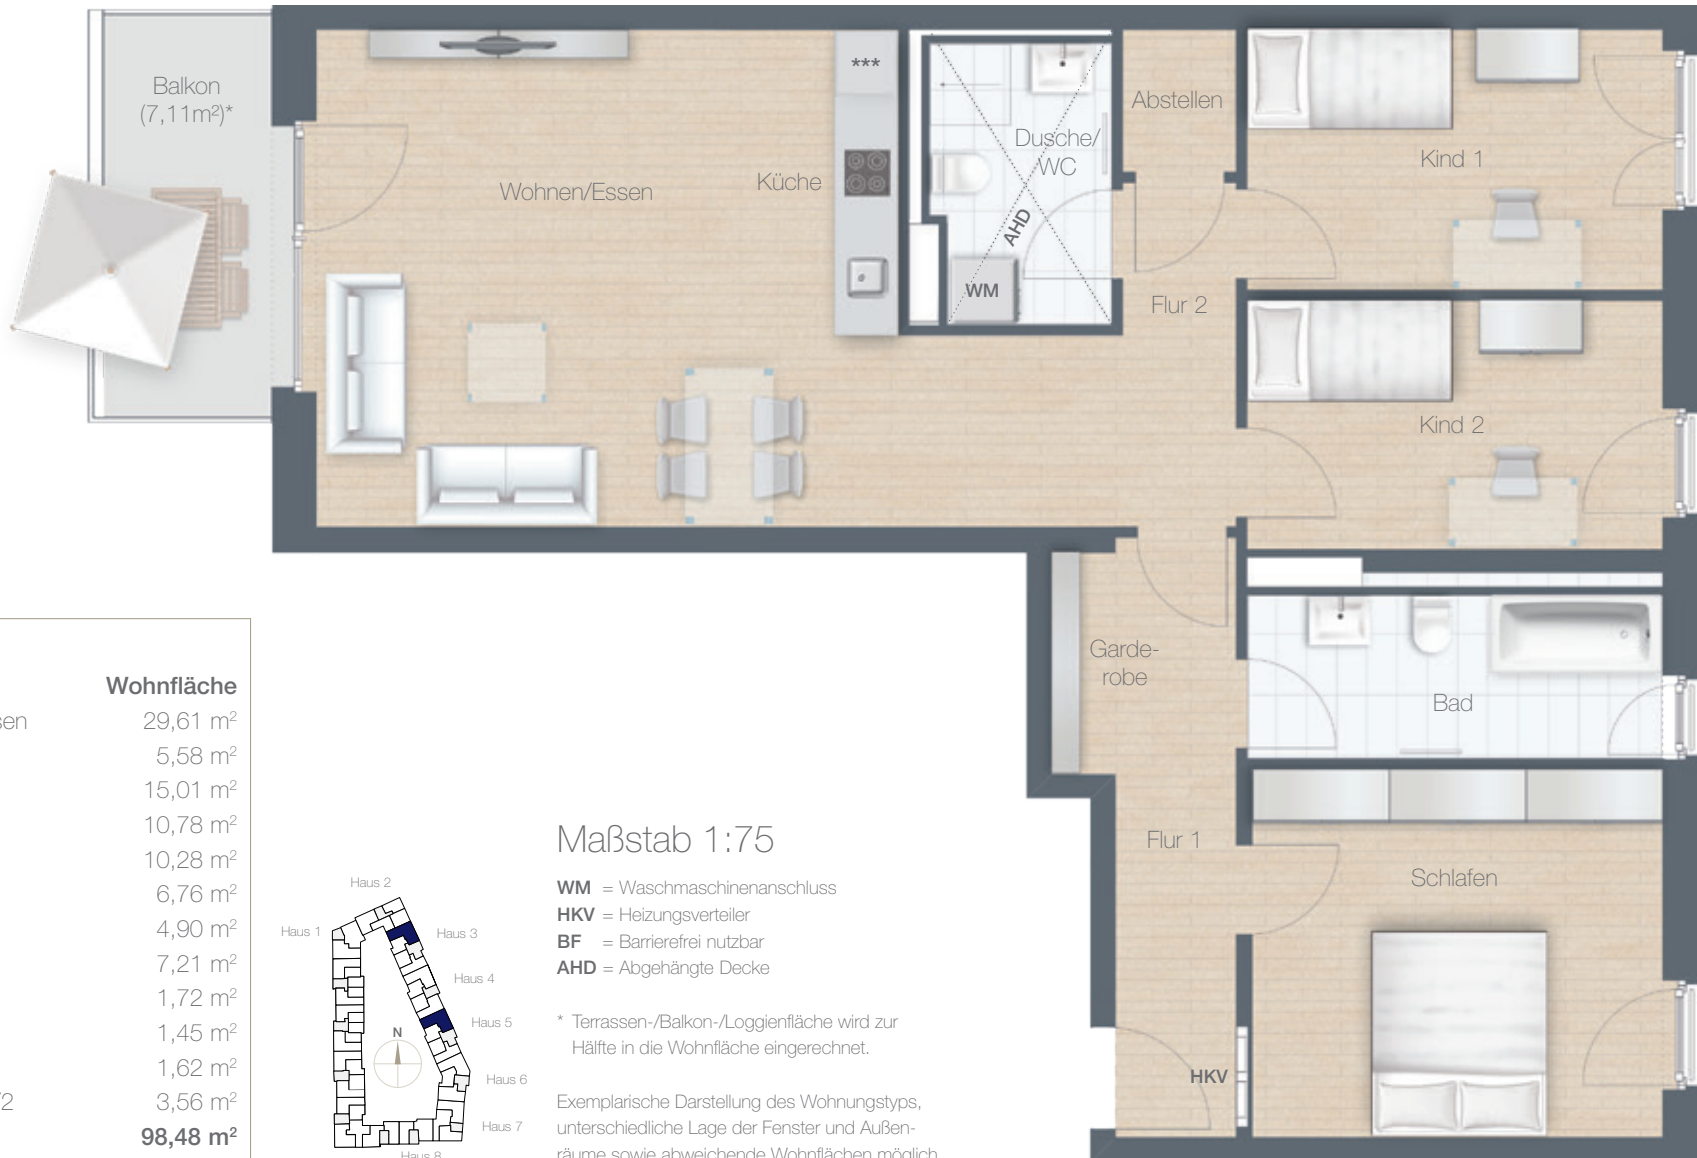 Balkon
(7,11m²)*
Wohnen/Essen
Küche
***
Dusche/
WC
AHD
WM
Abstellen
Flur 2
Kind 1
Kind 2
Garde-
robe
Bad
Flur 1
Schlafen
HKV
Wohnfläche
29,61 m²
5,58 m²
15,01 m²
10,78 m²
10,28 m²
6,76 m²
4,90 m²
7,21 m²
1,72 m²
1,45 m²
1,62 m²
/2 3,56 m²
98,48 m²
Haus 1
Haus 2
Haus 3
Haus 4
Haus 5
Haus 6
Haus 7
Haus 8
N
Maßstab 1:75
WM = Waschmaschinenanschluss
HKV = Heizungsverteiler
BF = Barrierefrei nutzbar
AHD = Abgehängte Decke
* Terrassen-/Balkon-/Loggienfläche wird zur
Hälfte in die Wohnfläche eingerechnet.
Exemplarische Darstellung des Wohnungstyps,
unterschiedliche Lage der Fenster und Außen-
räume sowie abweichende Wohnflächen möglich